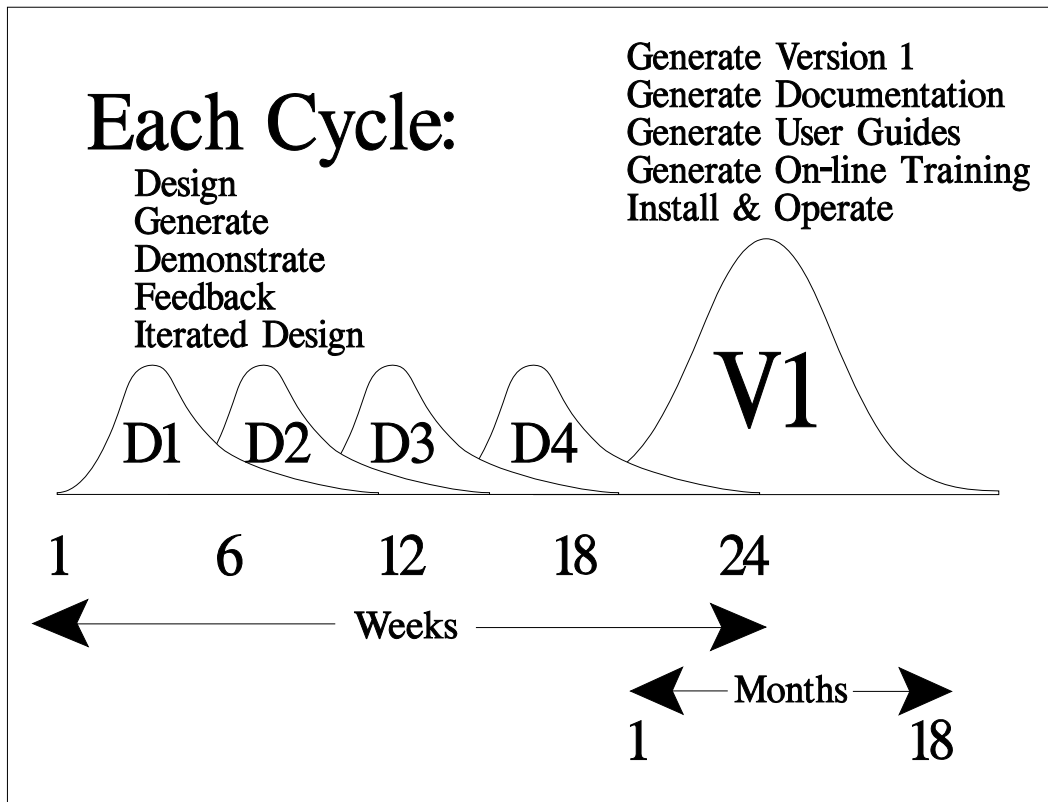 Each Cycle:
Design
Generate
Demonstrate
Feedback
Iterated Design
Generate Version 1
Generate Documentation
Generate User Guides
Generate On-line Training
Install & Operate
D1 D2 D3 D4 V1
1 6 12 18 24
Weeks
Months
1 18